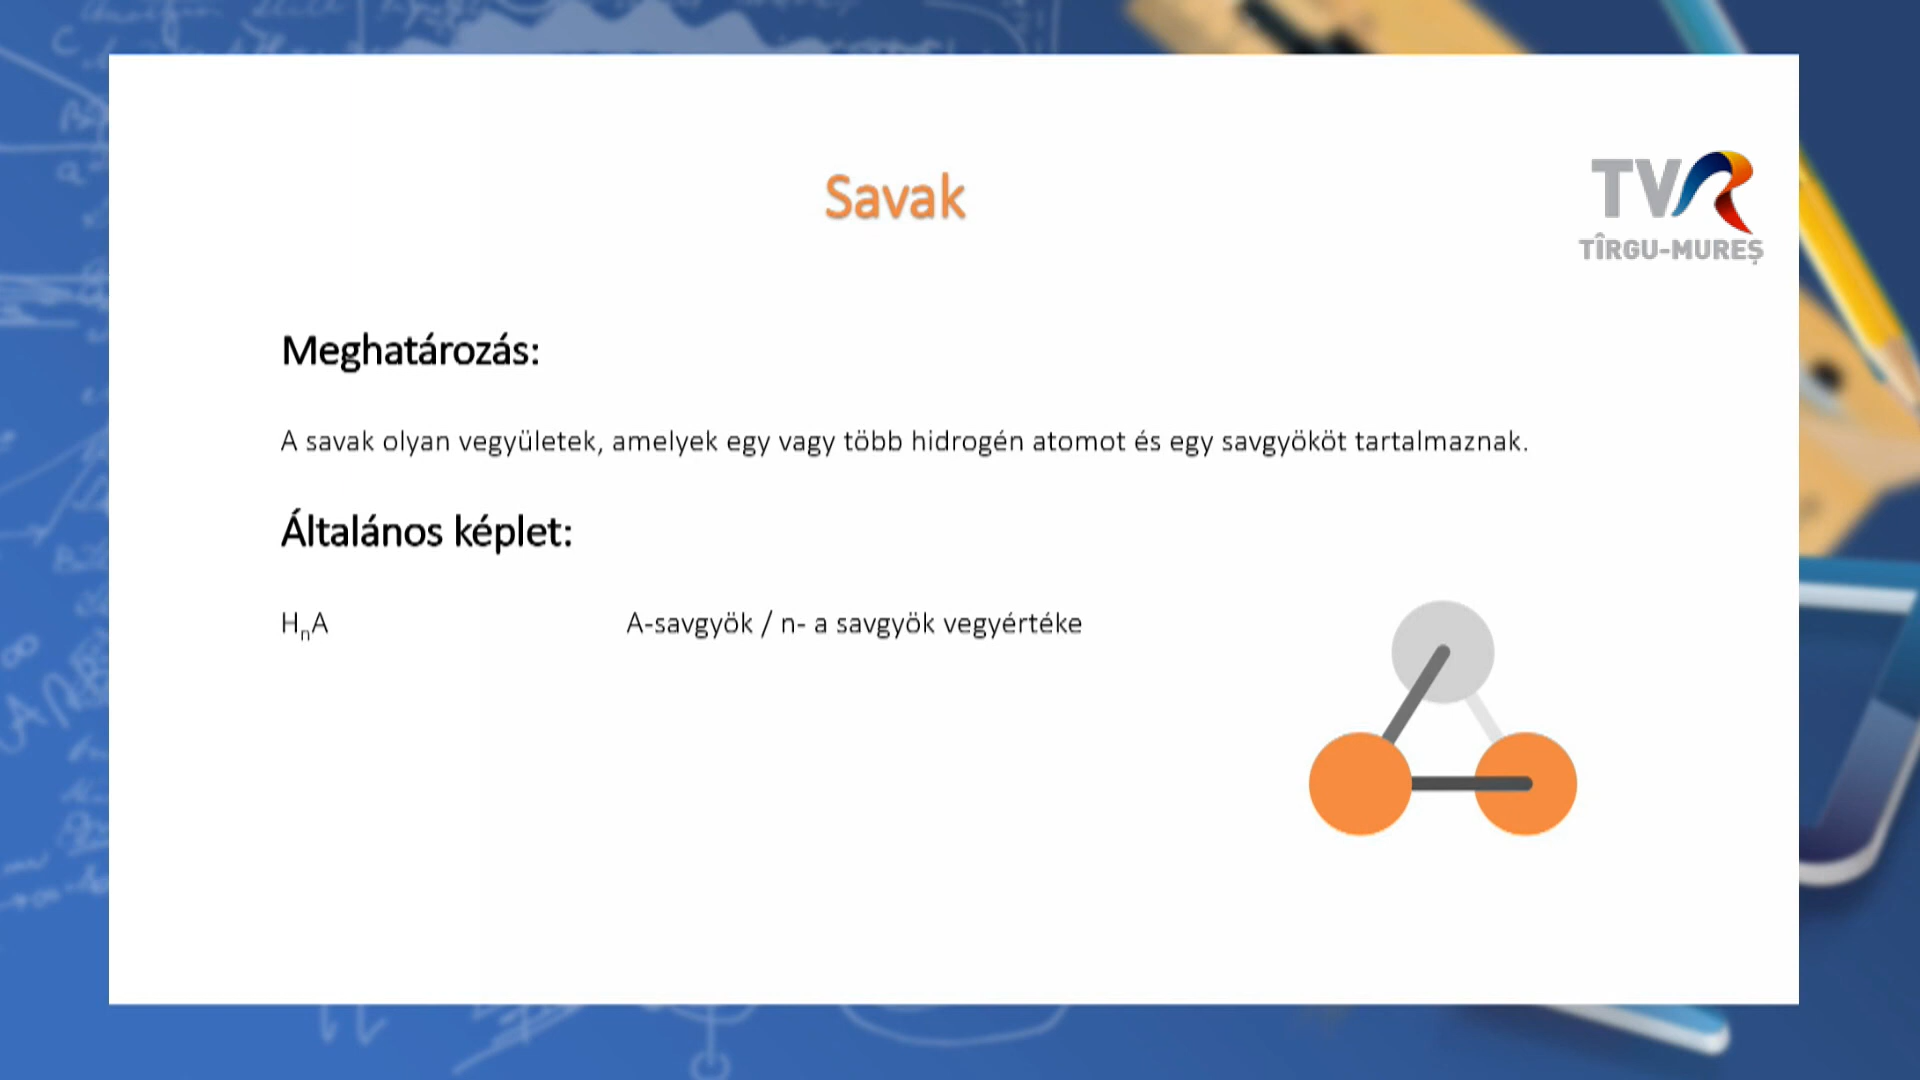 Savak
TVR
TÎRGU-MUREȘ
Meghatározás:
A savak olyan vegyületek, amelyek egy vagy több hidrogén atomot és egy savgyököt tartalmaznak.
Általános képlet:
HₙA A-savgyök / n- a savgyök vegyértéke